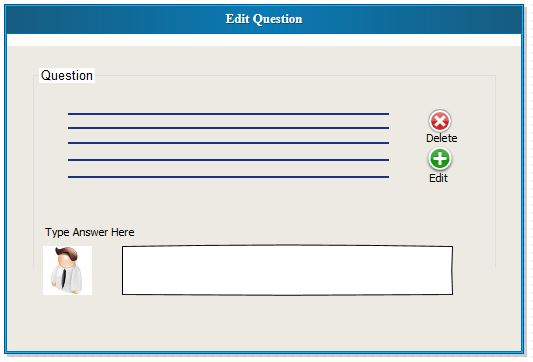 Edit Question
Question
Delete
Edit
Type Answer Here